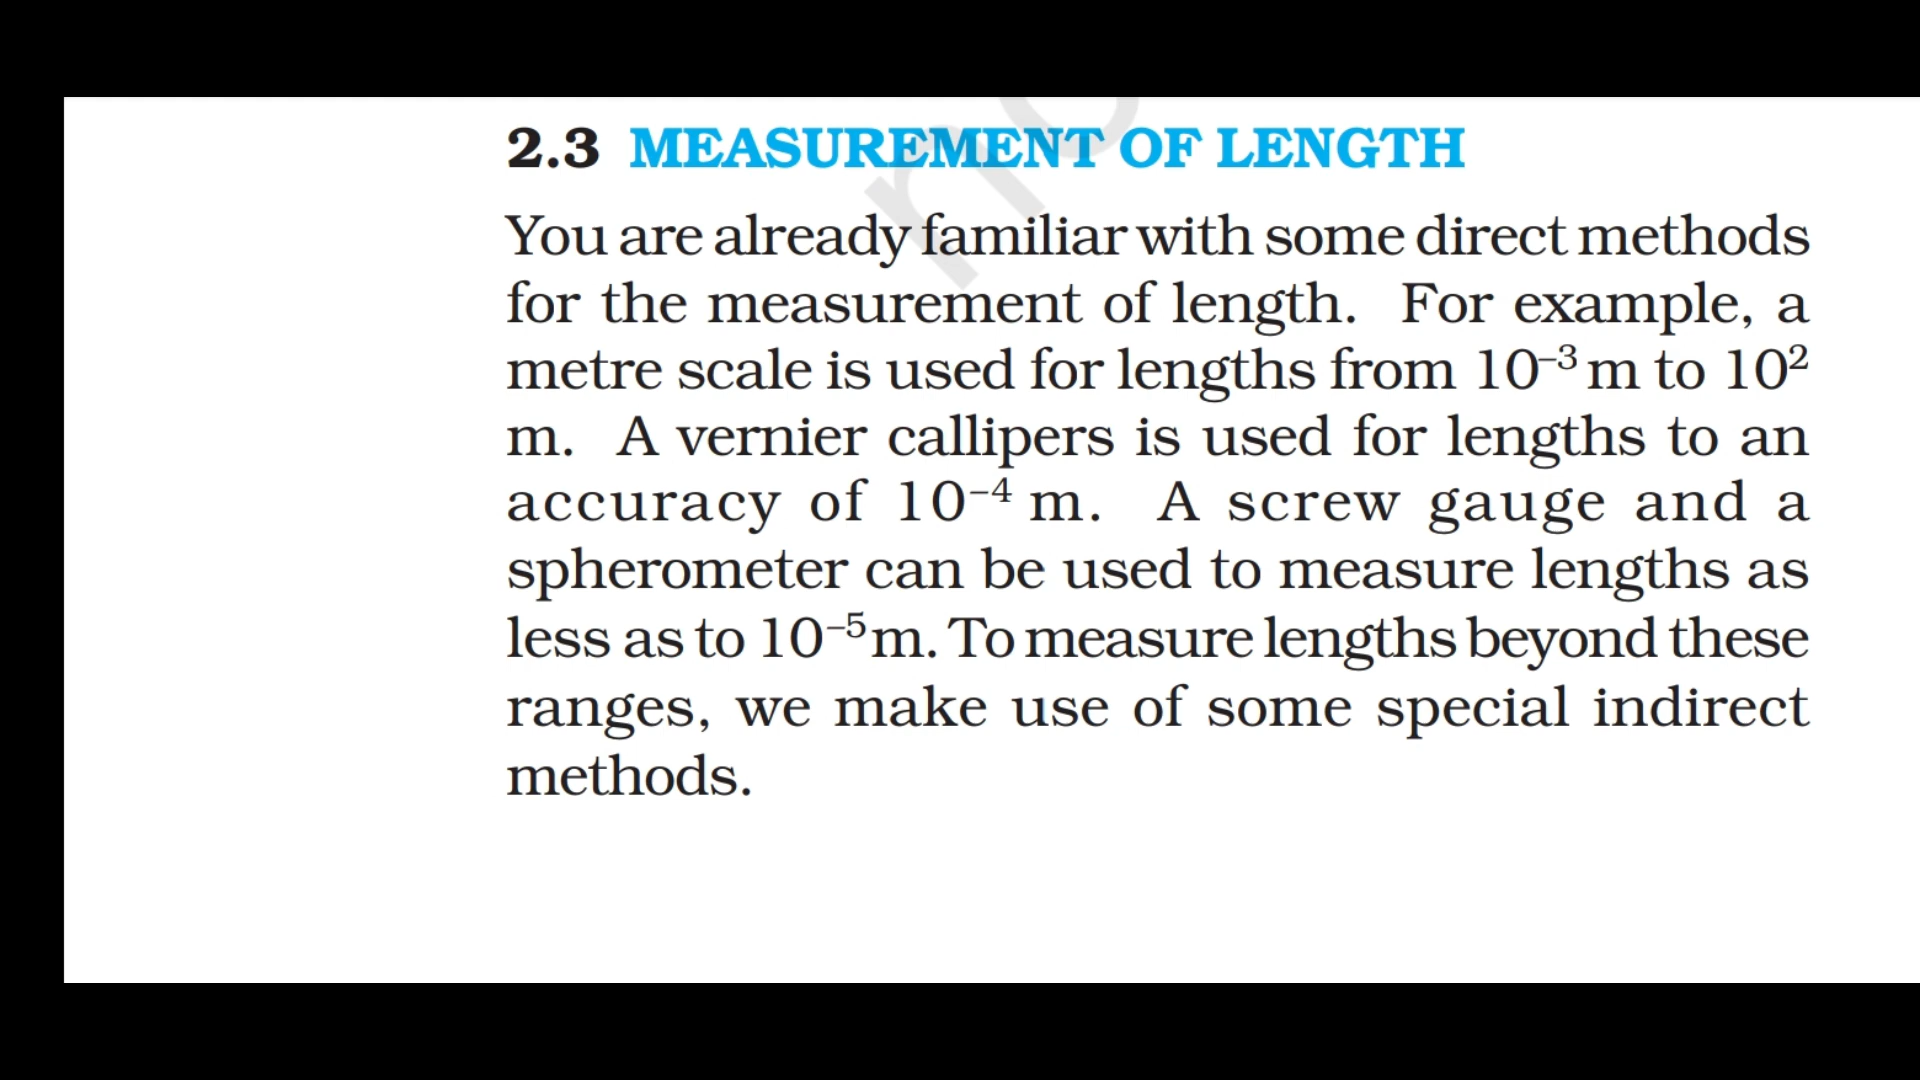 2.3 MEASUREMENT OF LENGTH
You are already familiar with some direct methods
for the measurement of length. For example, a
metre scale is used for lengths from 10⁻³ m to 10²
m. A vernier callipers is used for lengths to an
accuracy of 10⁻⁴ m. A screw gauge and a
spherometer can be used to measure lengths as
less as to 10⁻⁵ m. To measure lengths beyond these
ranges, we make use of some special indirect
methods.